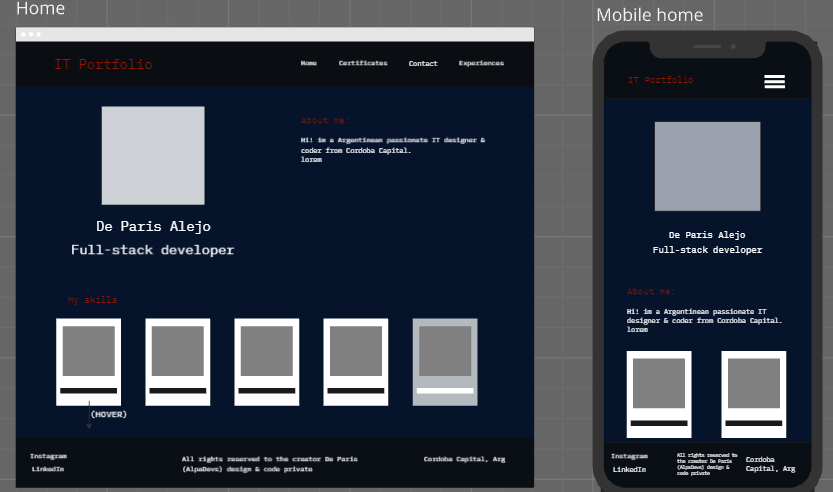 Home
IT Portfolio
Home Certificates Contact Experiences
About me:
Hi! im a Argentinean passionate IT designer &
coder from Cordoba Capital.
lorem
De Paris Alejo
Full-stack developer
My skills
(HOVER)
Instagram
LinkedIn
All rights reserved to the creator De Paris
(AlpaDevs) design & code private
Cordoba Capital, Arg
Mobile home
IT Portfolio
De Paris Alejo
Full-stack developer
About me:
Hi! im a Argentinean passionate IT
designer & coder from Cordoba Capital.
lorem
Instagram
LinkedIn
All rights reserved to
the creator De Paris
(AlpaDevs) design &
code private
Cordoba
Capital, Arg